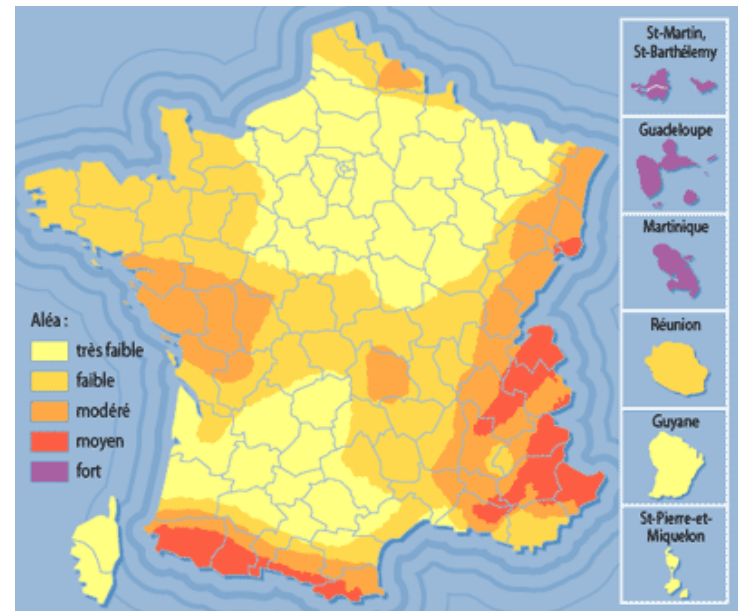 Aléa :
très faible
faible
modéré
moyen
fort
St-Martin,
St-Barthélemy
Guadeloupe
Martinique
Réunion
Guyane
St-Pierre-et-
Miquelon